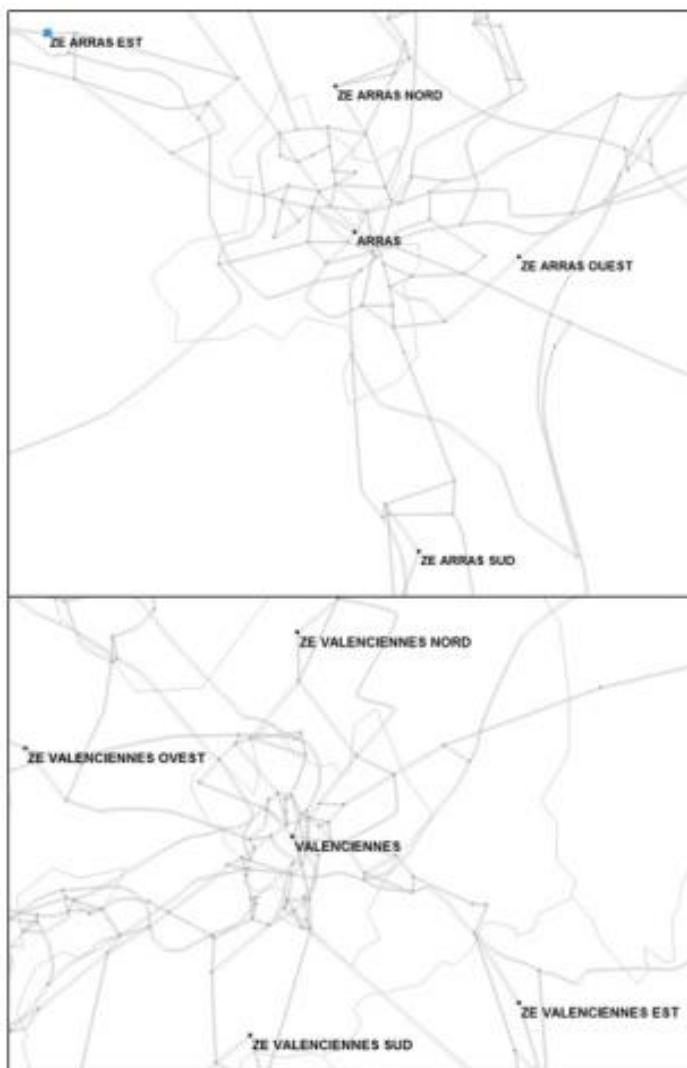 ZE ARRAS EST
ZE ARRAS NORD
ARRAS
ZE ARRAS OUEST
ZE ARRAS SUD
ZE VALENCIENNES NORD
ZE VALENCIENNES OVEST
VALENCIENNES
ZE VALENCIENNES EST
ZE VALENCIENNES SUD